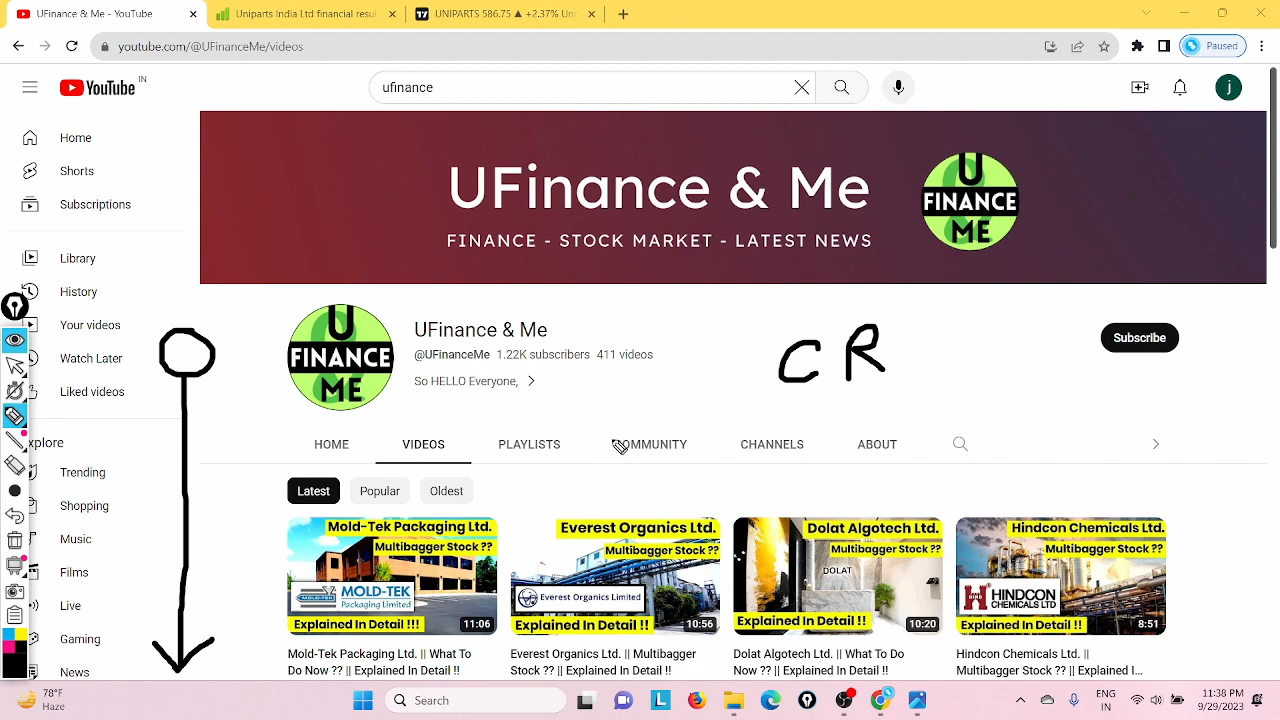 UFinance & Me - YouTube
Uniparts India Ltd financial resul
UNIPARTS 586.75 ▲ +2.37% Un
youtube.com/@UFinanceMe/videos
Paused
YouTube IN
ufinance
j
Home
Shorts
Subscriptions
Library
History
Your videos
Watch Later
Liked videos
xplore
Trending
Shopping
Music
Films
Live
Gaming
News
UFinance & Me
FINANCE - STOCK MARKET - LATEST NEWS
U
FINANCE
ME
U
FINANCE
ME
UFinance & Me
@UFinanceMe 1.22K subscribers 411 videos
So HELLO Everyone,
C R
Subscribe
HOME VIDEOS PLAYLISTS COMMUNITY CHANNELS ABOUT
Latest Popular Oldest
Mold-Tek Packaging Ltd.
Multibagger Stock ??
MOLD-TEK
Packaging Limited
Explained In Detail !!!
11:06
Mold-Tek Packaging Ltd. || What To
Do Now ?? || Explained In Detail !!
Everest Organics Ltd.
Multibagger Stock ??
Everest Organics Limited
Explained In Detail !!
10:56
Everest Organics Ltd. || Multibagger
Stock ?? || Explained In Detail !!
Dolat Algotech Ltd.
Multibagger Stock ??
DOLAT
Explained In Detail !!
10:20
Dolat Algotech Ltd. || What To Do
Now ?? || Explained In Detail !!
Hindcon Chemicals Ltd.
Multibagger Stock ??
HINDCON
CHEMICALS LTD
Explained In Detail !!
8:51
Hindcon Chemicals Ltd. ||
Multibagger Stock ?? || Explained I...
78°F
Haze
Search
ENG
IN
11:38 PM
9/29/2023